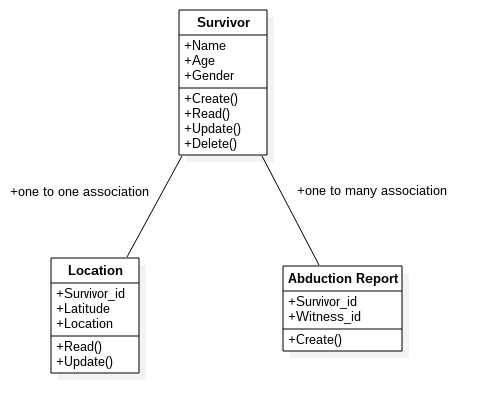 Survivor
+Name
+Age
+Gender
+Create()
+Read()
+Update()
+Delete()
+one to one association
+one to many association
Location
+Survivor_id
+Latitude
+Location
+Read()
+Update()
Abduction Report
+Survivor_id
+Witness_id
+Create()